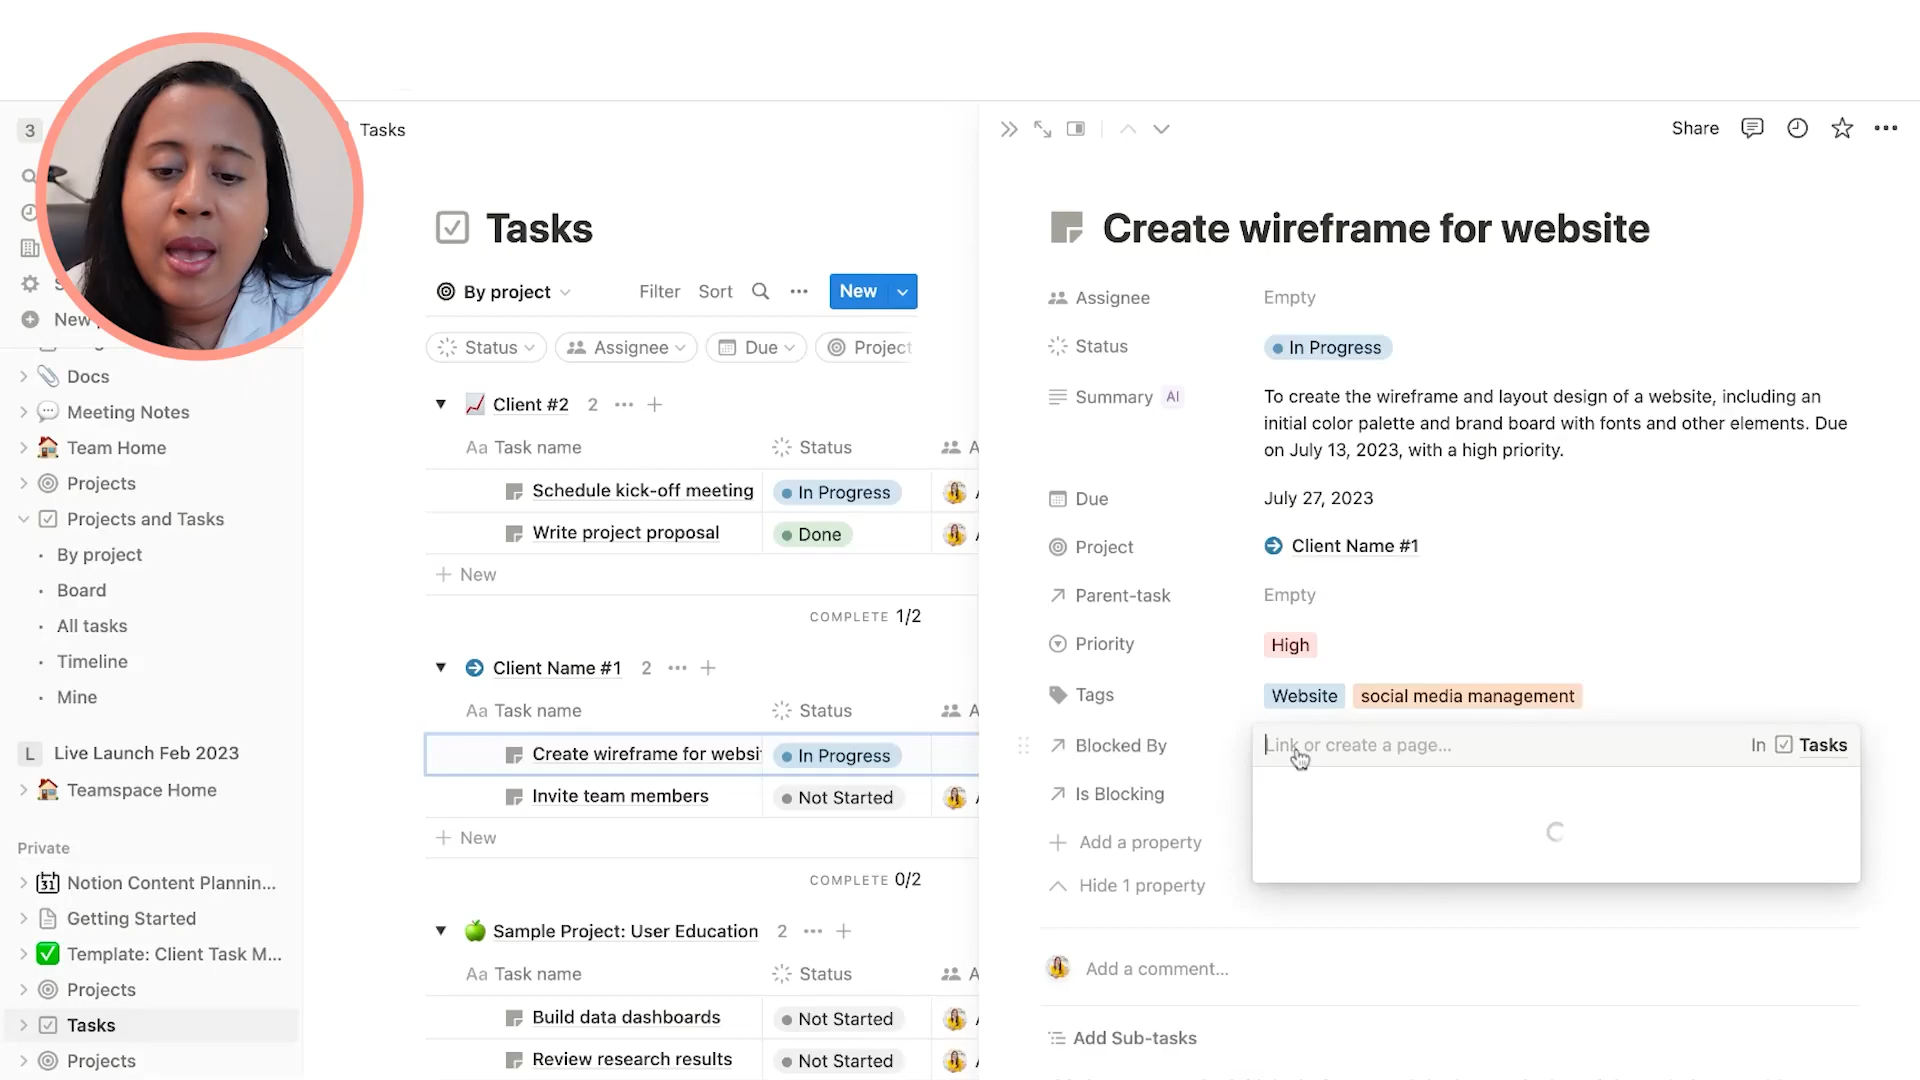 3
Tasks
Share
New
Docs
Meeting Notes
Team Home
Projects
Projects and Tasks
By project
Board
All tasks
Timeline
Mine
L Live Launch Feb 2023
Teamspace Home
Private
31 Notion Content Plannin...
Getting Started
Template: Client Task M...
Projects
Tasks
Projects
Tasks
By project
Filter Sort
New
Status Assignee Due Project
Client #2 2
Aa Task name Status A
Schedule kick-off meeting In Progress
Write project proposal Done
New
COMPLETE 1/2
Client Name #1 2
Aa Task name Status A
Create wireframe for websi In Progress
Invite team members Not Started
New
COMPLETE 0/2
Sample Project: User Education 2
Aa Task name Status A
Build data dashboards Not Started
Review research results Not Started
Create wireframe for website
Assignee Empty
Status In Progress
Summary AI To create the wireframe and layout design of a website, including an
initial color palette and brand board with fonts and other elements. Due
on July 13, 2023, with a high priority.
Due July 27, 2023
Project Client Name #1
Parent-task Empty
Priority High
Tags Website social media management
Blocked By Link or create a page... In Tasks
Is Blocking
Add a property
Hide 1 property
Add a comment...
Add Sub-tasks